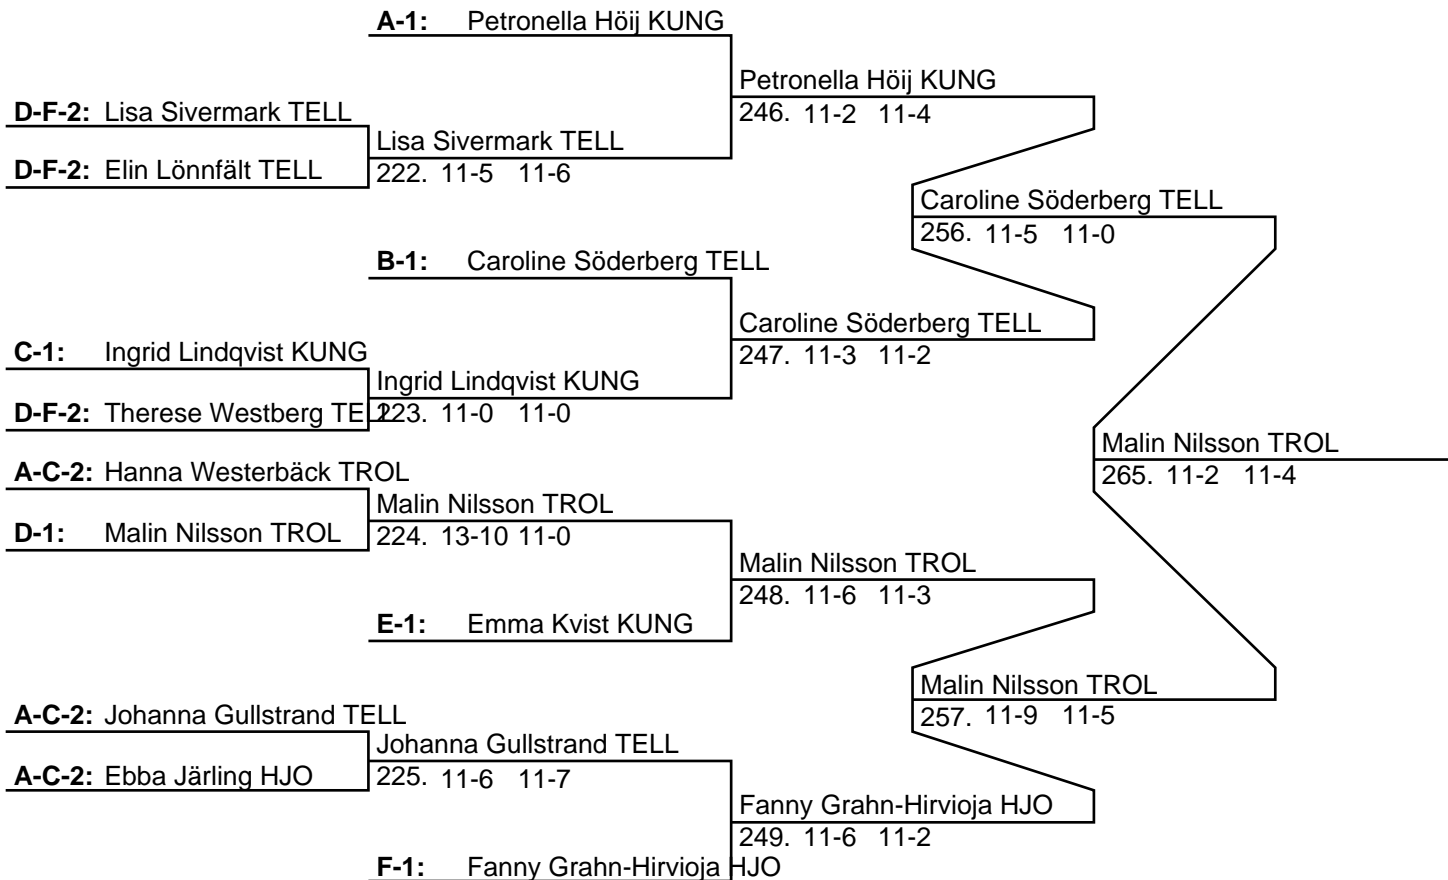 A-1: Petronella Höij KUNG
Petronella Höij KUNG
246. 11-2 11-4
D-F-2: Lisa Sivermark TELL
Lisa Sivermark TELL
222. 11-5 11-6
D-F-2: Elin Lönnfält TELL
Caroline Söderberg TELL
256. 11-5 11-0
B-1: Caroline Söderberg TELL
Caroline Söderberg TELL
247. 11-3 11-2
C-1: Ingrid Lindqvist KUNG
Ingrid Lindqvist KUNG
223. 11-0 11-0
D-F-2: Therese Westberg TELL
Malin Nilsson TROL
265. 11-2 11-4
A-C-2: Hanna Westerbäck TROL
Malin Nilsson TROL
224. 13-10 11-0
D-1: Malin Nilsson TROL
Malin Nilsson TROL
248. 11-6 11-3
E-1: Emma Kvist KUNG
Malin Nilsson TROL
257. 11-9 11-5
A-C-2: Johanna Gullstrand TELL
Johanna Gullstrand TELL
225. 11-6 11-7
A-C-2: Ebba Järling HJO
Fanny Grahn-Hirvioja HJO
249. 11-6 11-2
F-1: Fanny Grahn-Hirvioja HJO